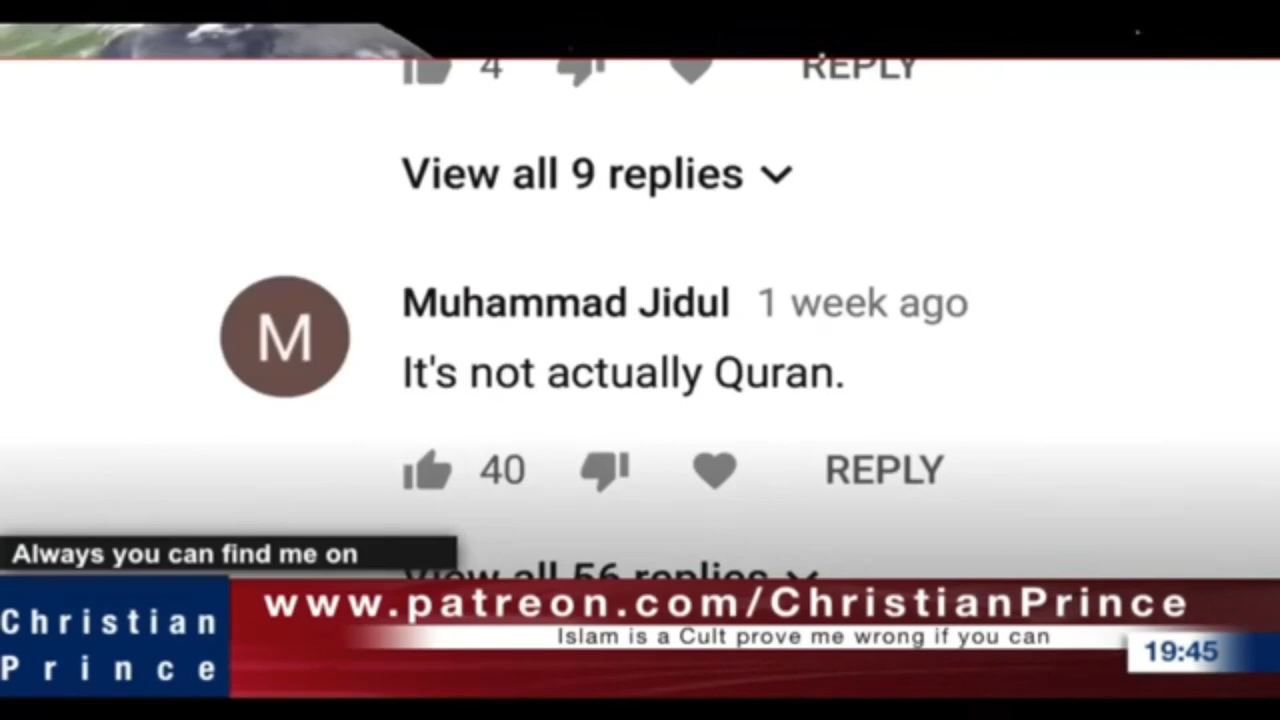 4 REPLY
View all 9 replies
Muhammad Jidul 1 week ago
M
It's not actually Quran.
40 REPLY
Always you can find me on
View all 56 replies
Christian
Prince
www.patreon.com/ChristianPrince
Islam is a Cult prove me wrong if you can
19:45